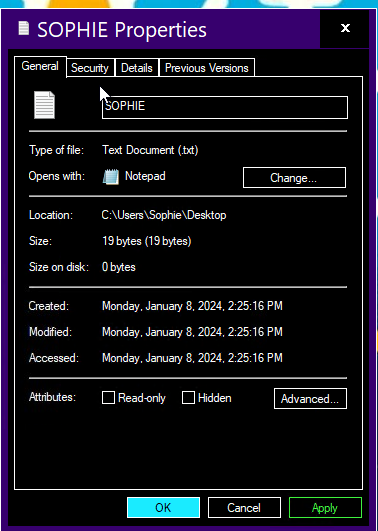 SOPHIE Properties
x
General Security Details Previous Versions
SOPHIE
Type of file: Text Document (.txt)
Opens with: Notepad Change...
Location: C:\Users\Sophie\Desktop
Size: 19 bytes (19 bytes)
Size on disk: 0 bytes
Created: Monday, January 8, 2024, 2:25:16 PM
Modified: Monday, January 8, 2024, 2:25:16 PM
Accessed: Monday, January 8, 2024, 2:25:16 PM
Attributes: Read-only Hidden Advanced...
OK Cancel Apply